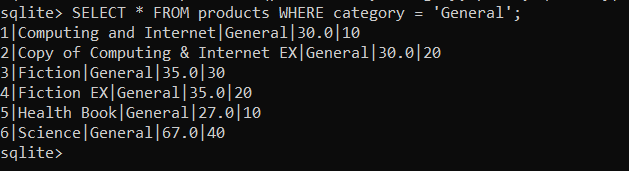 sqlite> SELECT * FROM products WHERE category = 'General';
1|Computing and Internet|General|30.0|10
2|Copy of Computing & Internet EX|General|30.0|20
3|Fiction|General|35.0|30
4|Fiction EX|General|35.0|20
5|Health Book|General|27.0|10
6|Science|General|67.0|40
sqlite>